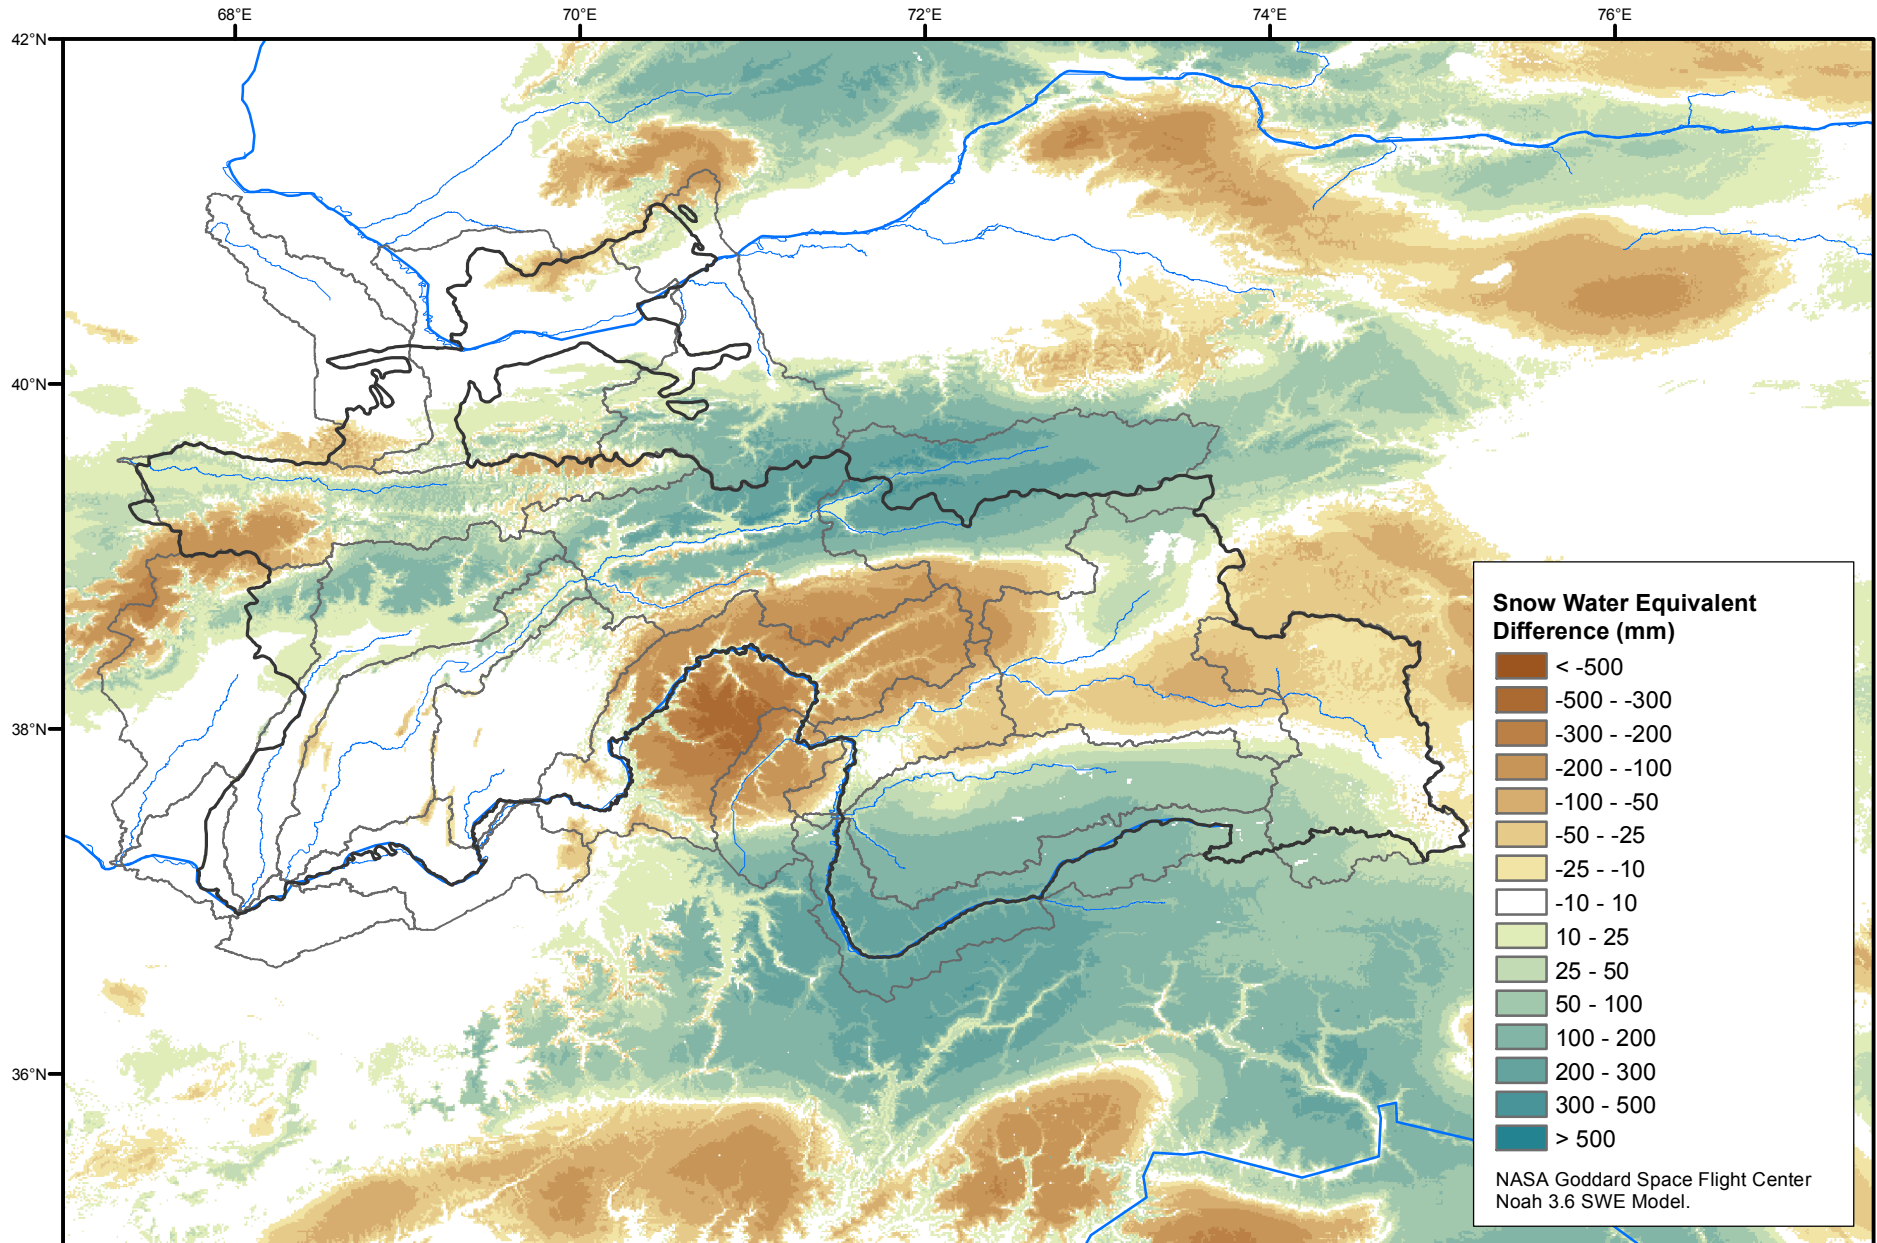 68°E 70°E 72°E 74°E 76°E
42°N
40°N
38°N
36°N
Snow Water Equivalent
Difference (mm)
< -500
-500 - -300
-300 - -200
-200 - -100
-100 - -50
-50 - -25
-25 - -10
-10 - 10
10 - 25
25 - 50
50 - 100
100 - 200
200 - 300
300 - 500
> 500
NASA Goddard Space Flight Center
Noah 3.6 SWE Model.